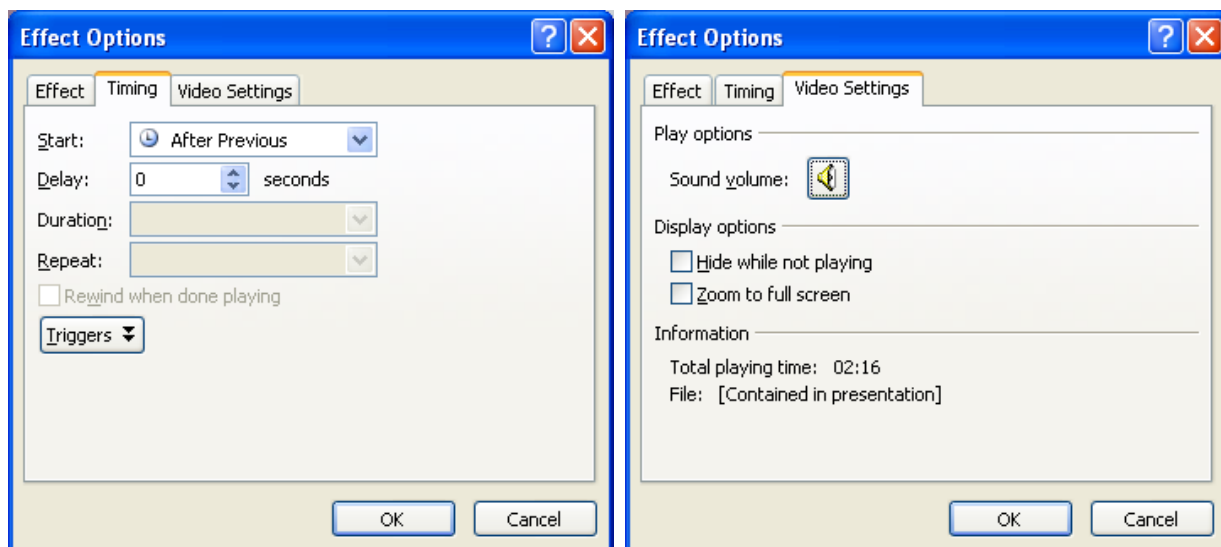 Effect Options
Effect Timing Video Settings
Start: After Previous
Delay: 0 seconds
Duration:
Repeat:
Rewind when done playing
Triggers
OK Cancel
Effect Options
Effect Timing Video Settings
Play options
Sound volume:
Display options
Hide while not playing
Zoom to full screen
Information
Total playing time: 02:16
File: [Contained in presentation]
OK Cancel